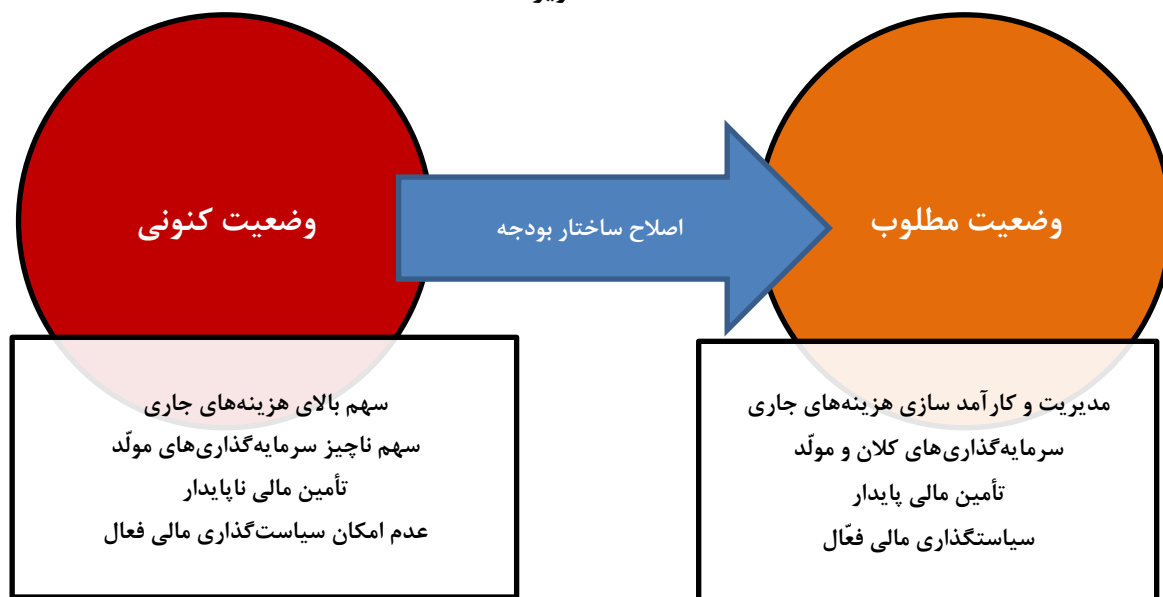 وضعیت کنونی
اصلاح ساختار بودجه
وضعیت مطلوب
سهم بالای هزینه‌های جاری
سهم ناچیز سرمایه‌گذاری‌های مولّد
تأمین مالی ناپایدار
عدم امکان سیاست‌گذاری مالی فعال
مدیریت و کارآمد سازی هزینه‌های جاری
سرمایه‌گذاری‌های کلان و مولّد
تأمین مالی پایدار
سیاستگذاری مالی فعّال